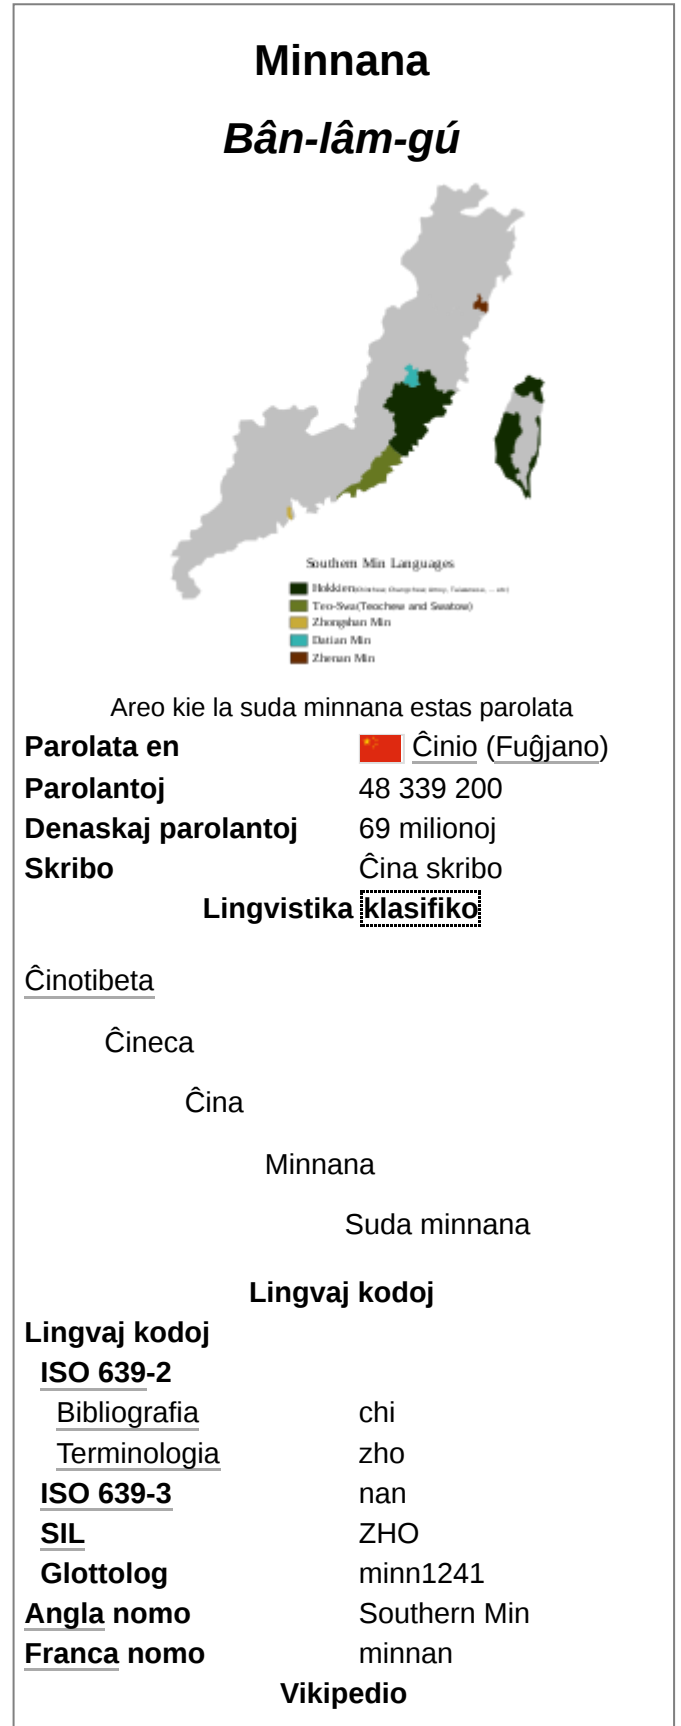 Minnana
Bân-lâm-gú
Southern Min Languages
Hokkien
Teo-Swa(Teochew and Swatow)
Zhongshan Min
Datian Min
Zhenan Min
Areo kie la suda minnana estas parolata
Parolata en Ĉinio (Fuĝjano)
Parolantoj 48 339 200
Denaskaj parolantoj 69 milionoj
Skribo Ĉina skribo
Lingvistika klasifiko
Ĉinotibeta
Ĉineca
Ĉina
Minnana
Suda minnana
Lingvaj kodoj
Lingvaj kodoj
ISO 639-2
Bibliografia chi
Terminologia zho
ISO 639-3 nan
SIL ZHO
Glottolog minn1241
Angla nomo Southern Min
Franca nomo minnan
Vikipedio